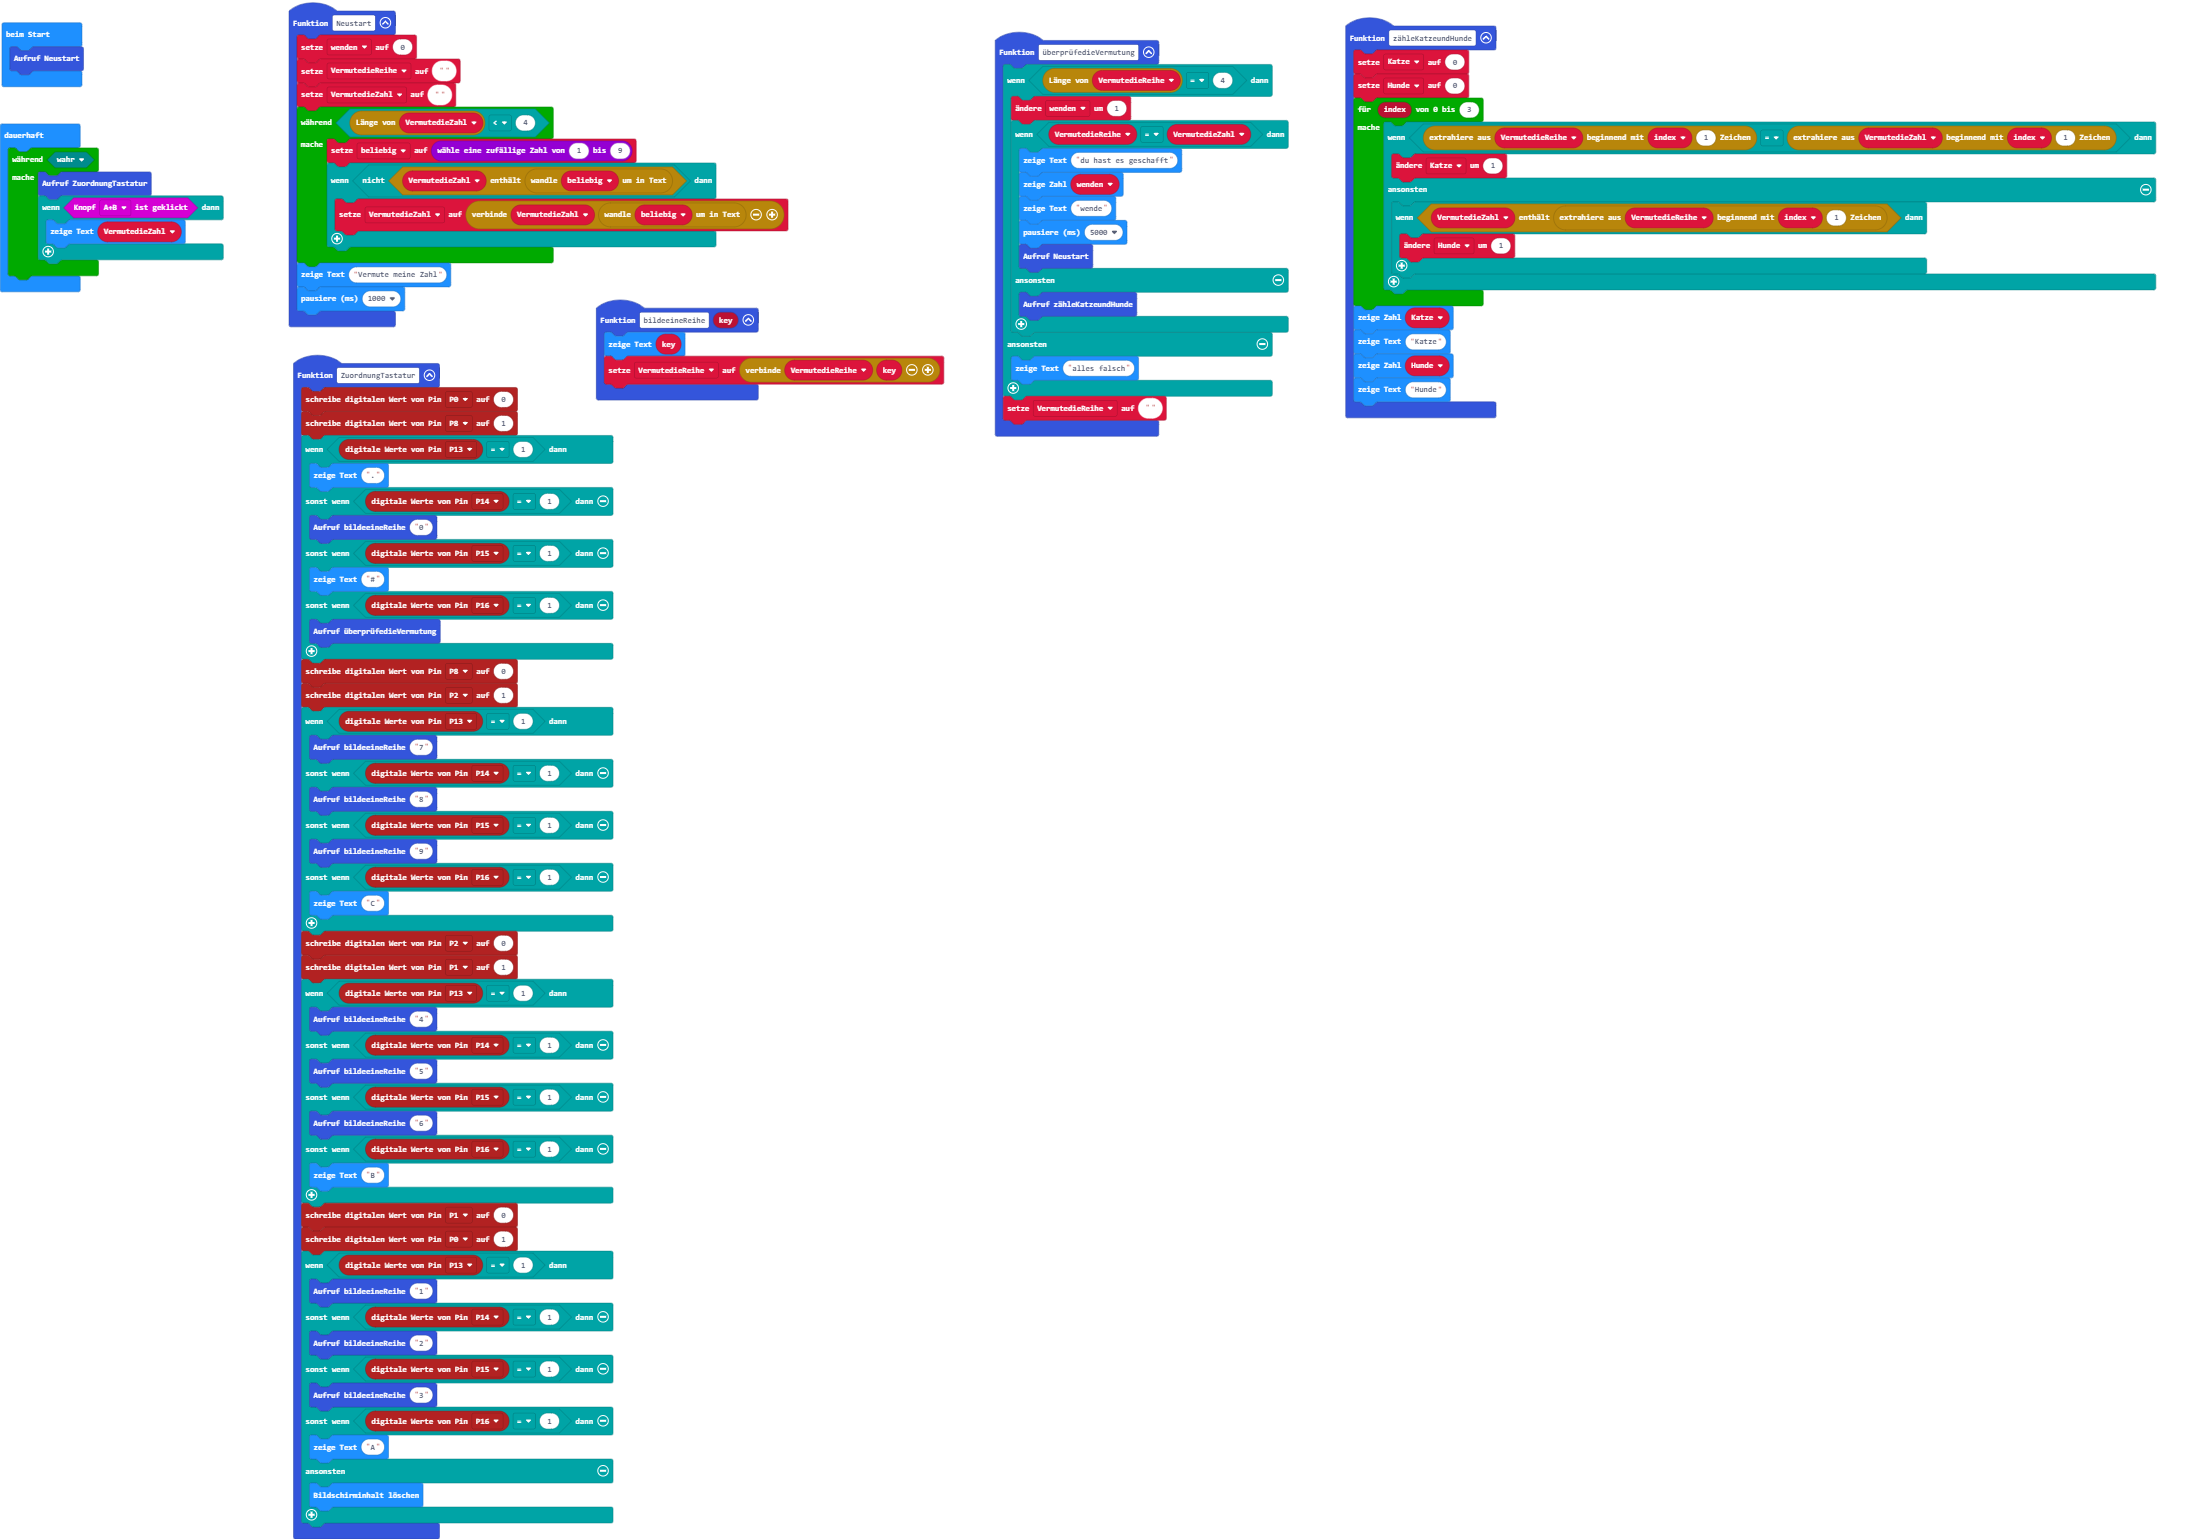 beim Start
Aufruf Neustart
dauerhaft
während wahr
mache
Aufruf ZuordnungTastatur
wenn Knopf A+B ist geklickt dann
zeige Text VermutedieZahl
Funktion Neustart
setze wenden auf 0
setze VermutedieReihe auf " "
setze VermutedieZahl auf " "
während Länge von VermutedieZahl < 4
mache setze beliebig auf wähle eine zufällige Zahl von 1 bis 9
wenn nicht VermutedieZahl enthält wandle beliebig um in Text dann
setze VermutedieZahl auf verbinde VermutedieZahl wandle beliebig um in Text
zeige Text "Vermute meine Zahl"
pausiere (ms) 1000
Funktion bildeeineReihe key
zeige Text key
setze VermutedieReihe auf verbinde VermutedieReihe key
Funktion ZuordnungTastatur
schreibe digitalen Wert von Pin P0 auf 0
schreibe digitalen Wert von Pin P8 auf 1
wenn digitale Werte von Pin P13 = 1 dann
zeige Text "."
sonst wenn digitale Werte von Pin P14 = 1 dann
Aufruf bildeeineReihe "0"
sonst wenn digitale Werte von Pin P15 = 1 dann
zeige Text "#"
sonst wenn digitale Werte von Pin P16 = 1 dann
Aufruf überprüfedieVermutung
schreibe digitalen Wert von Pin P8 auf 0
schreibe digitalen Wert von Pin P2 auf 1
wenn digitale Werte von Pin P13 = 1 dann
Aufruf bildeeineReihe "7"
sonst wenn digitale Werte von Pin P14 = 1 dann
Aufruf bildeeineReihe "8"
sonst wenn digitale Werte von Pin P15 = 1 dann
Aufruf bildeeineReihe "9"
sonst wenn digitale Werte von Pin P16 = 1 dann
zeige Text "C"
schreibe digitalen Wert von Pin P2 auf 0
schreibe digitalen Wert von Pin P1 auf 1
wenn digitale Werte von Pin P13 = 1 dann
Aufruf bildeeineReihe "4"
sonst wenn digitale Werte von Pin P14 = 1 dann
Aufruf bildeeineReihe "5"
sonst wenn digitale Werte von Pin P15 = 1 dann
Aufruf bildeeineReihe "6"
sonst wenn digitale Werte von Pin P16 = 1 dann
zeige Text "B"
schreibe digitalen Wert von Pin P1 auf 0
schreibe digitalen Wert von Pin P0 auf 1
wenn digitale Werte von Pin P13 = 1 dann
Aufruf bildeeineReihe "1"
sonst wenn digitale Werte von Pin P14 = 1 dann
Aufruf bildeeineReihe "2"
sonst wenn digitale Werte von Pin P15 = 1 dann
Aufruf bildeeineReihe "3"
sonst wenn digitale Werte von Pin P16 = 1 dann
zeige Text "A"
ansonsten
Bildschirminhalt löschen
Funktion überprüfedieVermutung
wenn Länge von VermutedieReihe = 4 dann
ändere wenden um 1
wenn VermutedieReihe = VermutedieZahl dann
zeige Text "du hast es geschafft"
zeige Zahl wenden
zeige Text "wende"
pausiere (ms) 5000
Aufruf Neustart
ansonsten
Aufruf zähleKatzeundHunde
ansonsten
zeige Text "alles falsch"
setze VermutedieReihe auf " "
Funktion zähleKatzeundHunde
setze Katze auf 0
setze Hunde auf 0
für index von 0 bis 3
mache wenn extrahiere aus VermutedieReihe beginnend mit index 1 Zeichen = extrahiere aus VermutedieZahl beginnend mit index 1 Zeichen dann
ändere Katze um 1
ansonsten
wenn VermutedieZahl enthält extrahiere aus VermutedieReihe beginnend mit index 1 Zeichen dann
ändere Hunde um 1
zeige Zahl Katze
zeige Text "Katze"
zeige Zahl Hunde
zeige Text "Hunde"